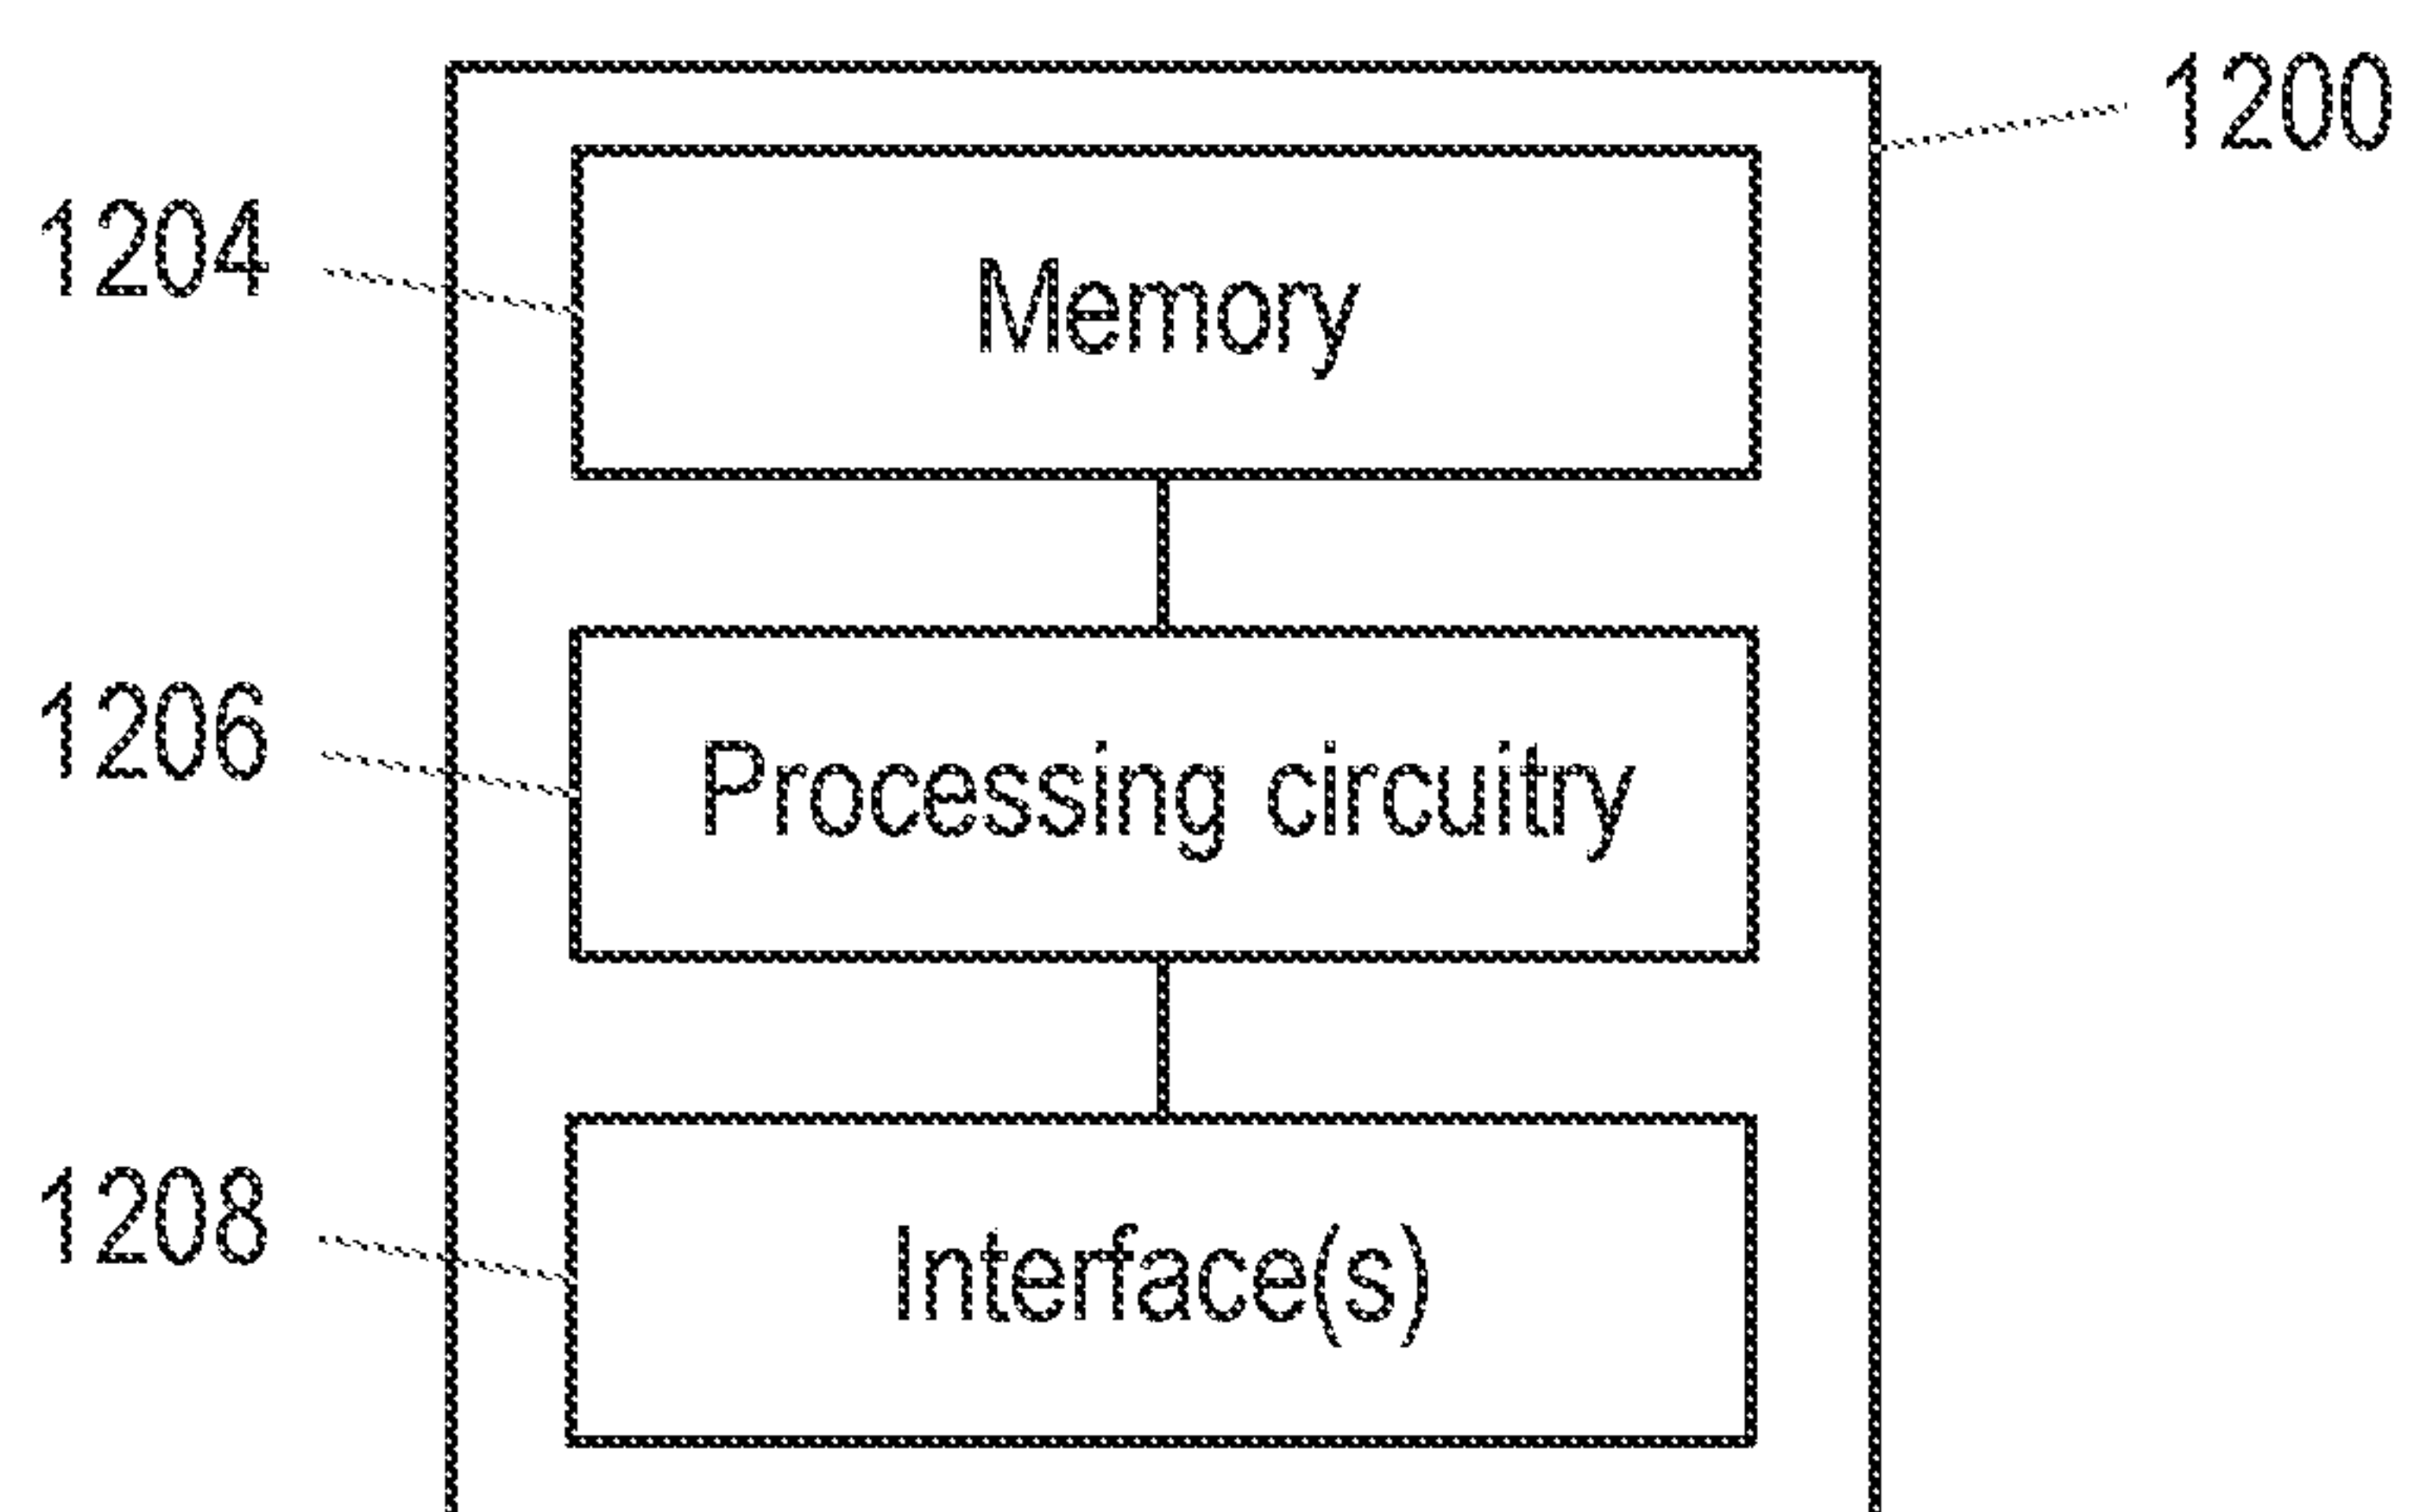 1200
1204
Memory
1206
Processing circuitry
1208
Interface(s)